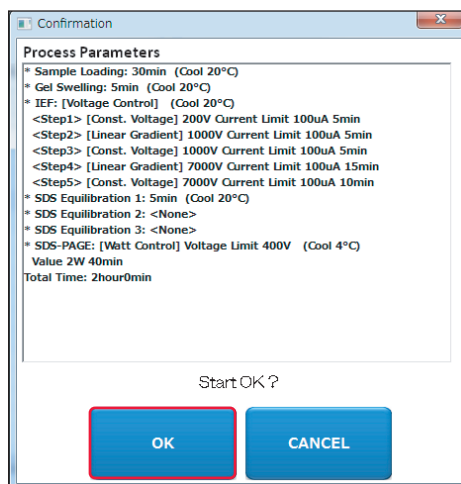 Confirmation
x
Process Parameters
* Sample Loading: 30min (Cool 20°C)
* Gel Swelling: 5min (Cool 20°C)
* IEF: [Voltage Control] (Cool 20°C)
<Step1> [Const. Voltage] 200V Current Limit 100uA 5min
<Step2> [Linear Gradient] 1000V Current Limit 100uA 5min
<Step3> [Const. Voltage] 1000V Current Limit 100uA 5min
<Step4> [Linear Gradient] 7000V Current Limit 100uA 15min
<Step5> [Const. Voltage] 7000V Current Limit 100uA 10min
* SDS Equilibration 1: 5min (Cool 20°C)
* SDS Equilibration 2: <None>
* SDS Equilibration 3: <None>
* SDS-PAGE: [Watt Control] Voltage Limit 400V (Cool 4°C)
Value 2W 40min
Total Time: 2hour0min
Start OK ?
OK
CANCEL